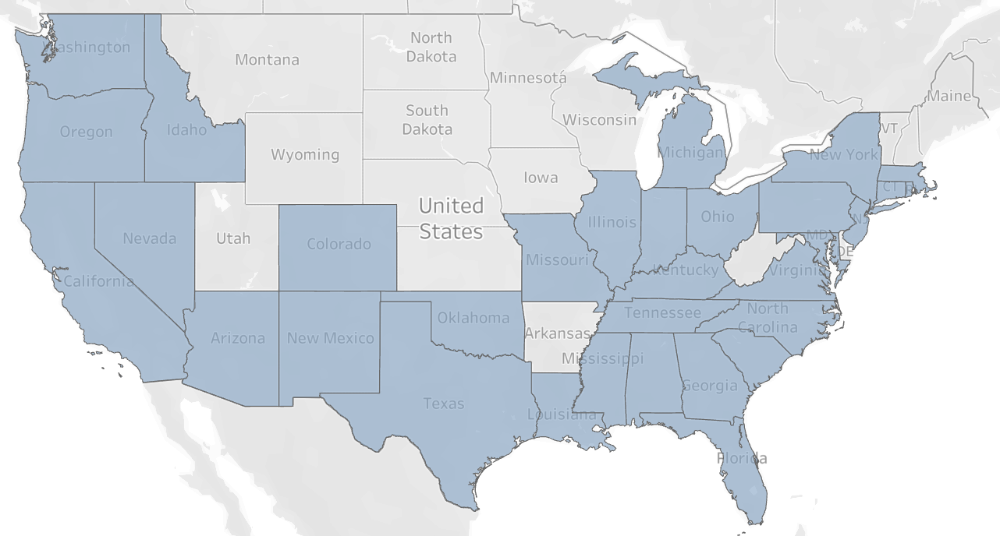 Washington
Montana
North
Dakota
Minnesota
Maine
Oregon
Idaho
South
Dakota
Wisconsin
VT
Wyoming
Michigan
New York
Iowa
CT
United
States
Nevada
Utah
Colorado
Illinois
Ohio
NJ
MD
DE
Missouri
California
Kentucky
Virginia
Oklahoma
Tennessee
North
Carolina
Arizona
New Mexico
Arkansas
Mississippi
Georgia
Texas
Louisiana
Florida